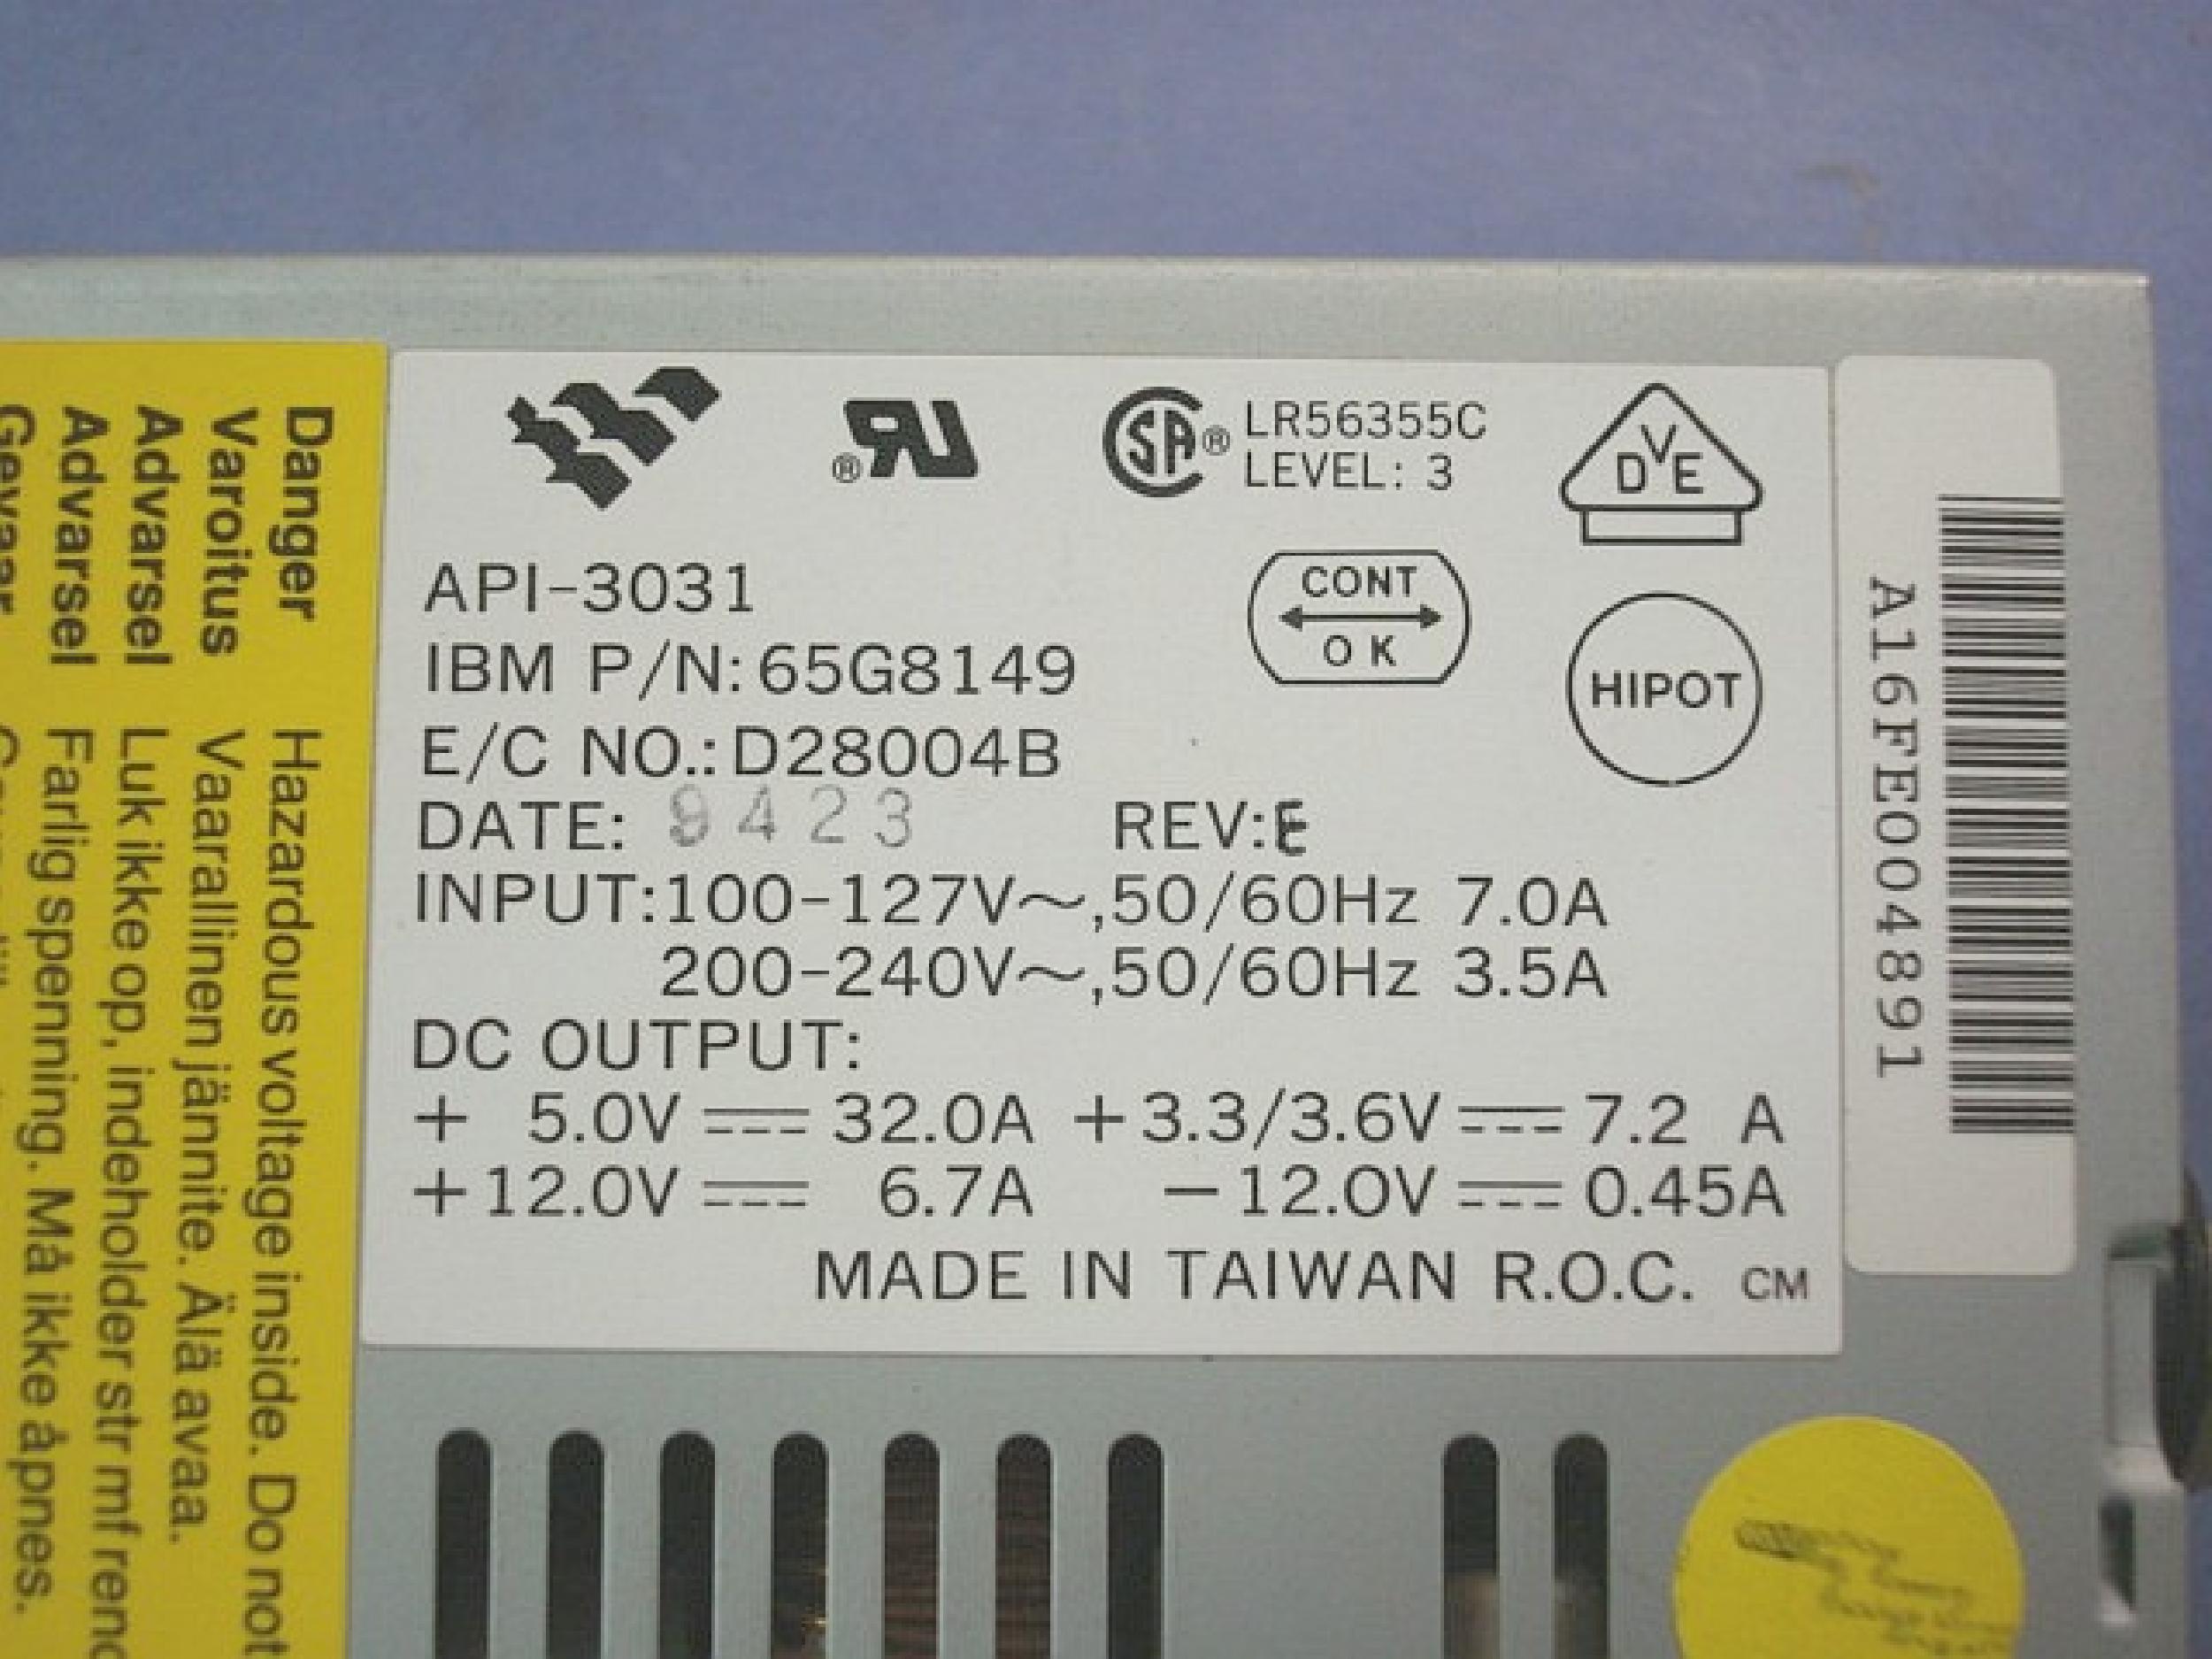 Danger
Hazardous voltage inside. Do not
Varoitus
Vaarallinen jännite. Älä avaa.
Advarsel
Luk ikke op, indeholder str mf
Advarsel
Farlig spenning. Må ikke åpnes.
Gevaar
RU®
SA® LR56355C
LEVEL: 3
VDE
API-3031
CONT
OK
IBM P/N:65G8149
HIPOT
E/C NO.:D28004B
DATE: 9423 REV:E
INPUT:100-127V~,50/60Hz 7.0A
200-240V~,50/60Hz 3.5A
DC OUTPUT:
+ 5.0V ⎓ 32.0A +3.3/3.6V ⎓ 7.2 A
+12.0V ⎓ 6.7A −12.0V ⎓ 0.45A
MADE IN TAIWAN R.O.C. CM
A16FE004891